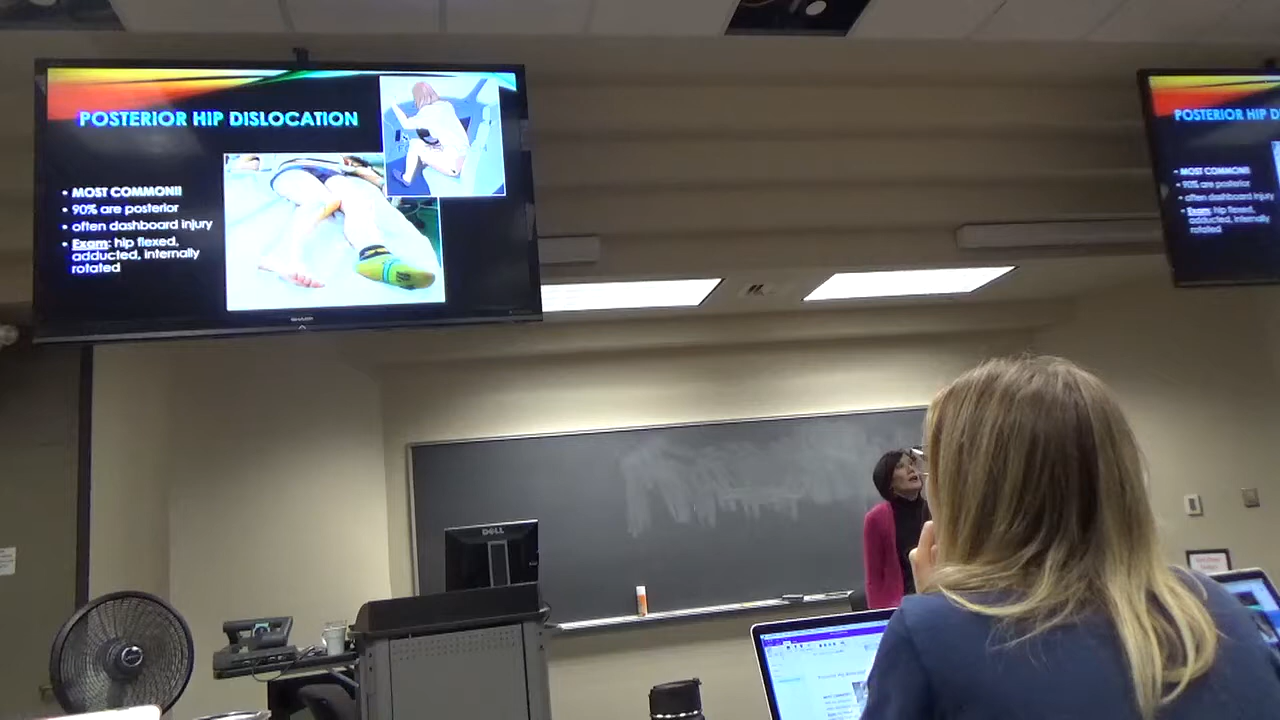 POSTERIOR HIP DISLOCATION
• MOST COMMON!!
• 90% are posterior
• often dashboard injury
• Exam: hip flexed,
adducted, internally
rotated
SHARP
POSTERIOR HIP D
• MOST COMMON!!
• 90% are posterior
• often dashboard injury
• Exam: hip flexed,
adducted, internally
rotated
DELL